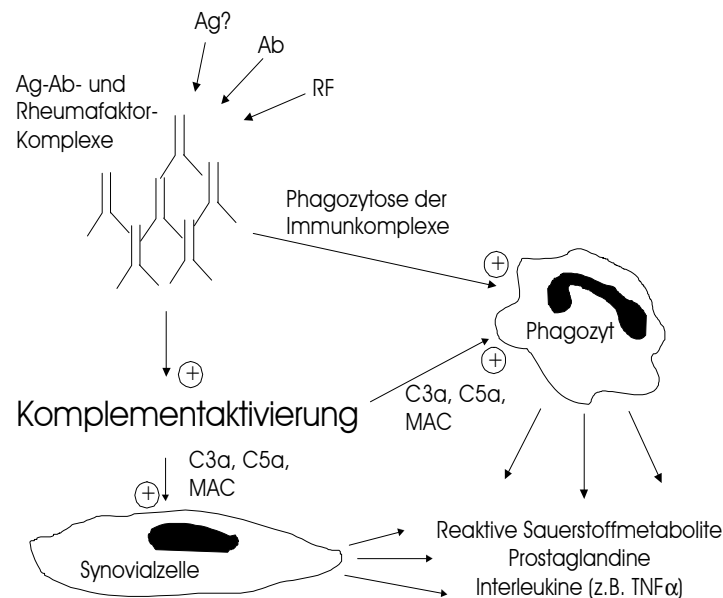 Ag?
Ab
RF
Ag-Ab- und
Rheumafaktor-
Komplexe
Phagozytose der
Immunkomplexe
+
Phagozyt
+
+
C3a, C5a,
MAC
Komplementaktivierung
C3a, C5a,
MAC
+
Synovialzelle
Reaktive Sauerstoffmetabolite
Prostaglandine
Interleukine (z.B. TNFα)